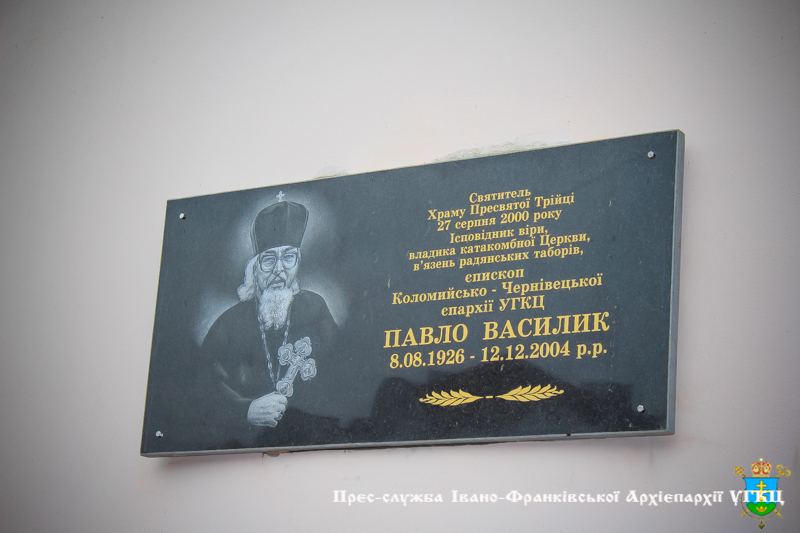 Святитель
Храму Пресвятої Трійці
27 серпня 2000 року
Ісповідник віри,
владика катакомбної Церкви,
в'язень радянських таборів,
єпископ
Коломийсько - Чернівецької
єпархії УГКЦ
ПАВЛО ВАСИЛИК
8.08.1926 - 12.12.2004 р.р.
Прес-служба Івано-Франківської Архієпархії УГКЦ